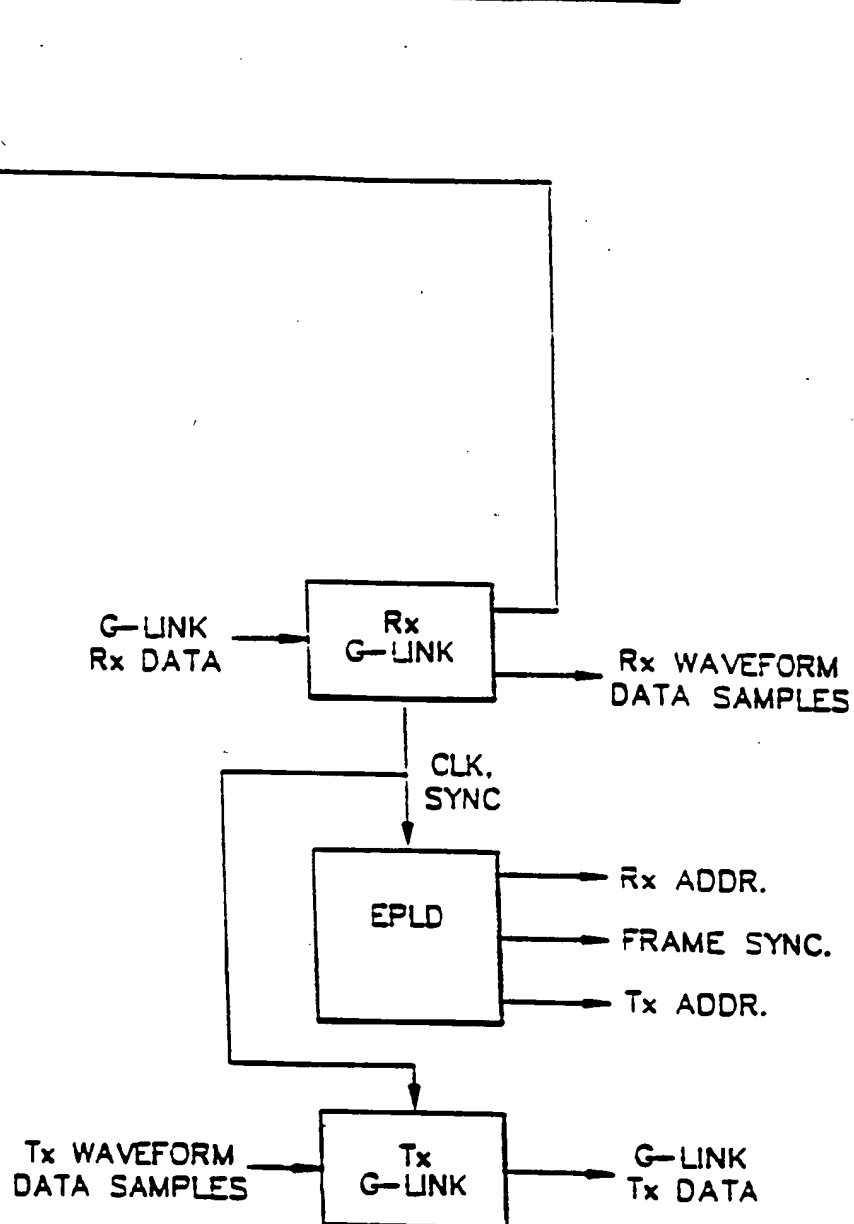 G-LINK
Rx DATA
Rx
G-LINK
Rx WAVEFORM
DATA SAMPLES
CLK.
SYNC
EPLD
Rx ADDR.
FRAME SYNC.
Tx ADDR.
Tx WAVEFORM
DATA SAMPLES
Tx
G-LINK
G-LINK
Tx DATA